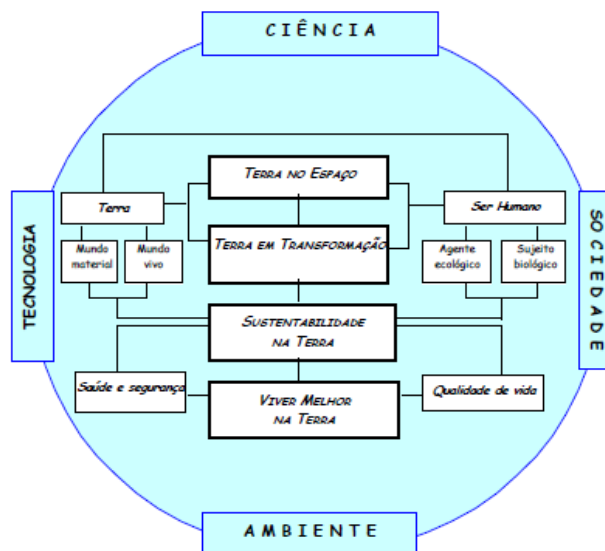 CIÊNCIA
TERRA NO ESPAÇO
Terra
Ser Humano
TECNOLOGIA
SOCIEDADE
TERRA EM TRANSFORMAÇÃO
Mundo
material
Mundo
vivo
Agente
ecológico
Sujeito
biológico
SUSTENTABILIDADE
NA TERRA
Saúde e segurança
Qualidade de vida
VIVER MELHOR
NA TERRA
AMBIENTE